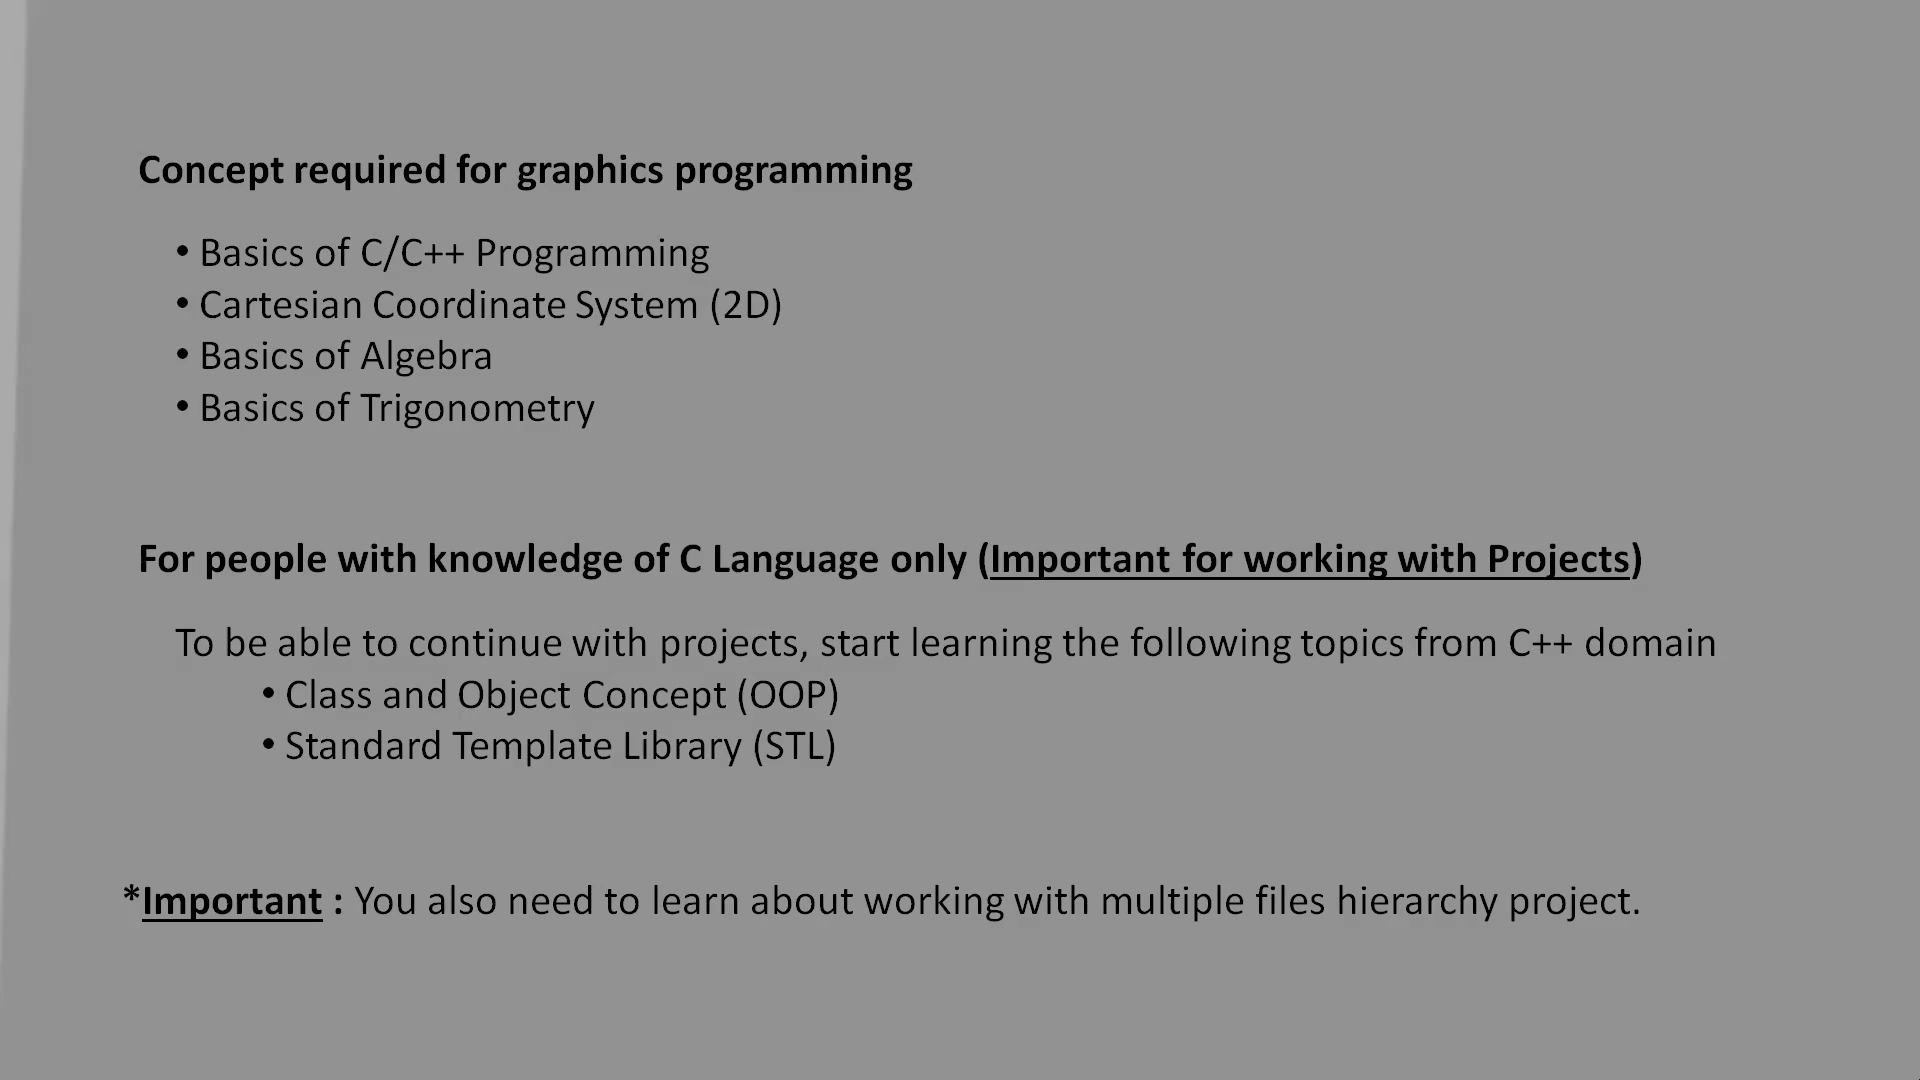 Concept required for graphics programming
• Basics of C/C++ Programming
• Cartesian Coordinate System (2D)
• Basics of Algebra
• Basics of Trigonometry
For people with knowledge of C Language only (Important for working with Projects)
To be able to continue with projects, start learning the following topics from C++ domain
• Class and Object Concept (OOP)
• Standard Template Library (STL)
*Important : You also need to learn about working with multiple files hierarchy project.